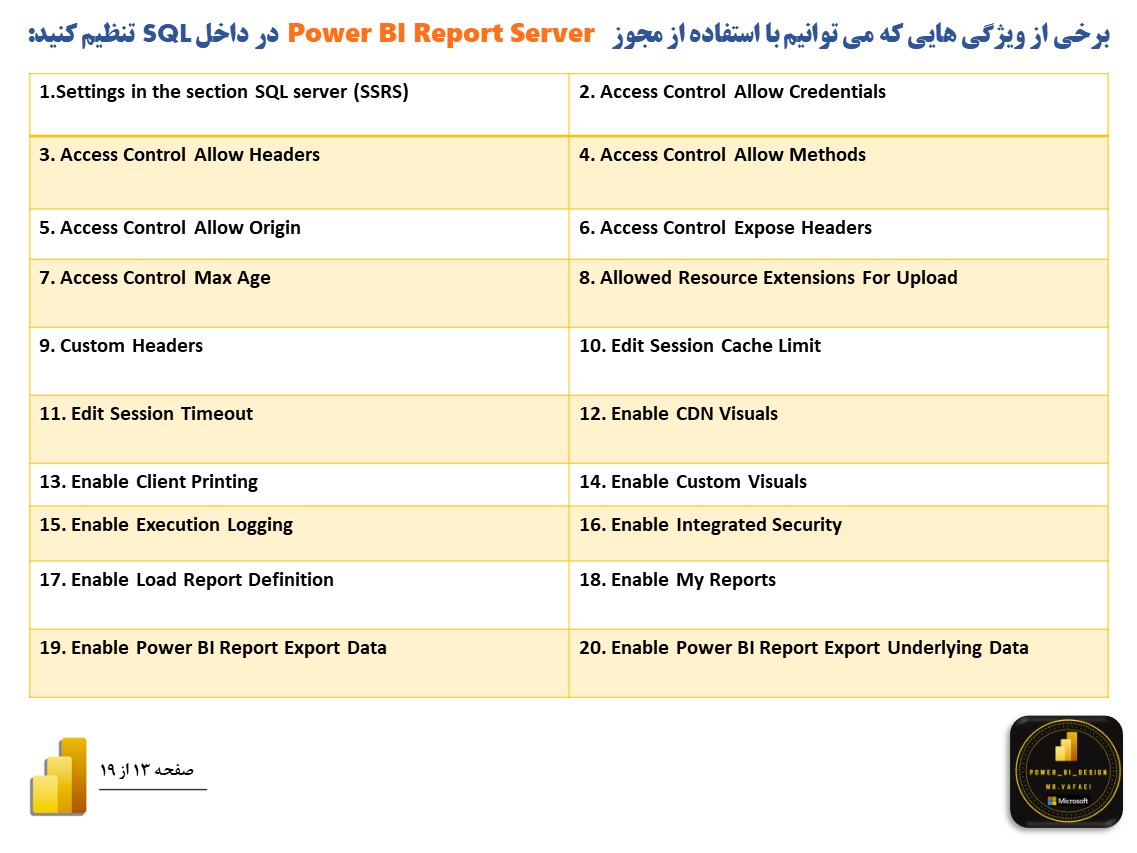 برخی از ویژگی هایی که می توانیم با استفاده از مجوز Power BI Report Server در داخل SQL تنظیم کنید:
1.Settings in the section SQL server (SSRS)
2. Access Control Allow Credentials
3. Access Control Allow Headers
4. Access Control Allow Methods
5. Access Control Allow Origin
6. Access Control Expose Headers
7. Access Control Max Age
8. Allowed Resource Extensions For Upload
9. Custom Headers
10. Edit Session Cache Limit
11. Edit Session Timeout
12. Enable CDN Visuals
13. Enable Client Printing
14. Enable Custom Visuals
15. Enable Execution Logging
16. Enable Integrated Security
17. Enable Load Report Definition
18. Enable My Reports
19. Enable Power BI Report Export Data
20. Enable Power BI Report Export Underlying Data
صفحه ۱۳ از ۱۹
POWER_BI_DESIGN
MR.VAFAEI
Microsoft